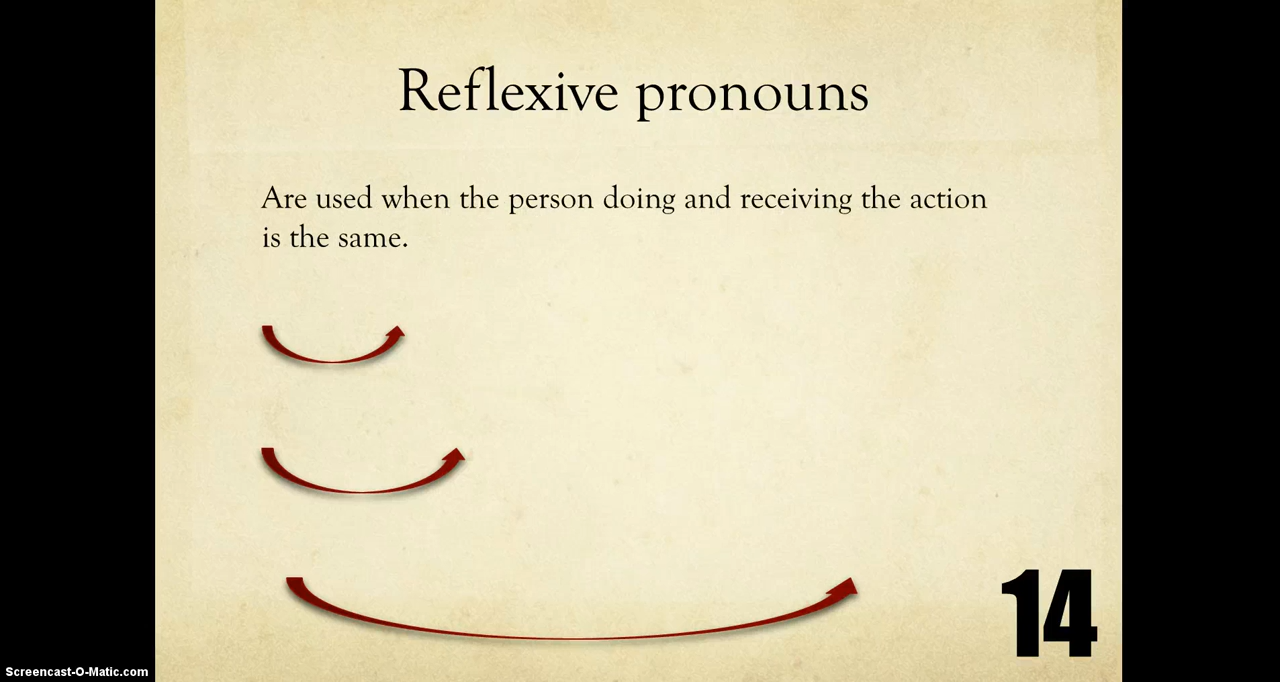 Reflexive pronouns
Are used when the person doing and receiving the action
is the same.
14
Screencast-O-Matic.com